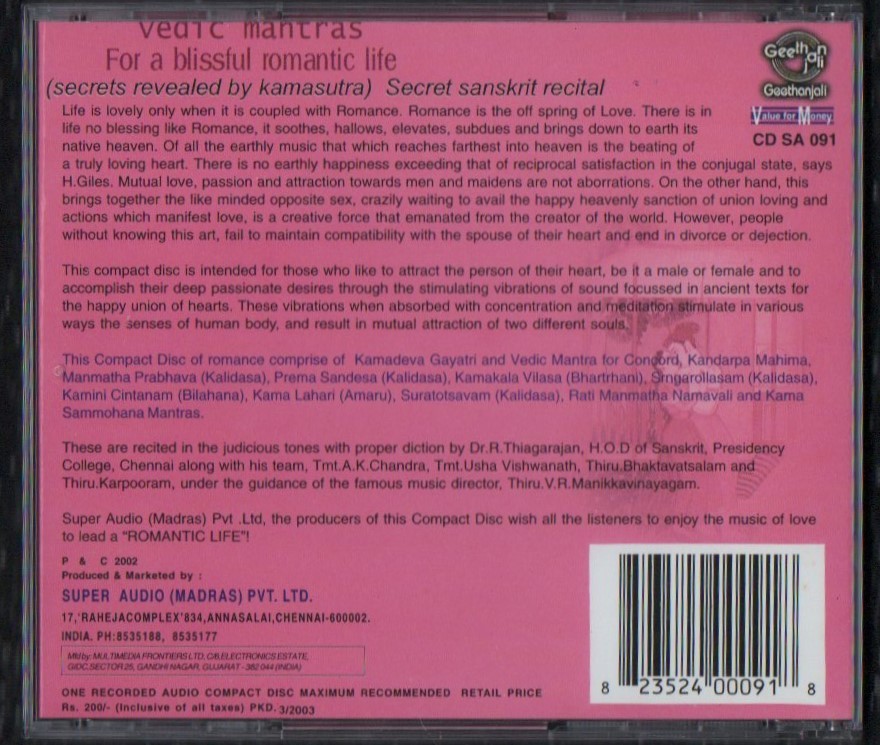 vedic mantras
For a blissful romantic life
(secrets revealed by kamasutra) Secret sanskrit recital
Geethanjali
Geethanjali
Value for Money
CD SA 091
Life is lovely only when it is coupled with Romance. Romance is the off spring of Love. There is in
life no blessing like Romance, it soothes, hallows, elevates, subdues and brings down to earth its
native heaven. Of all the earthly music that which reaches farthest into heaven is the beating of
a truly loving heart. There is no earthly happiness exceeding that of reciprocal satisfaction in the conjugal state, says
H.Giles. Mutual love, passion and attraction towards men and maidens are not aborrations. On the other hand, this
brings together the like minded opposite sex, crazily waiting to avail the happy heavenly sanction of union loving and
actions which manifest love, is a creative force that emanated from the creator of the world. However, people
without knowing this art, fail to maintain compatibility with the spouse of their heart and end in divorce or dejection.
This compact disc is intended for those who like to attract the person of their heart, be it a male or female and to
accomplish their deep passionate desires through the stimulating vibrations of sound focussed in ancient texts for
the happy union of hearts. These vibrations when absorbed with concentration and meditation stimulate in various
ways the senses of human body, and result in mutual attraction of two different souls.
This Compact Disc of romance comprise of Kamadeva Gayatri and Vedic Mantra for Concord, Kandarpa Mahima,
Manmatha Prabhava (Kalidasa), Prema Sandesa (Kalidasa), Kamakala Vilasa (Bhartrhari), Srngarollasam (Kalidasa),
Kamini Cintanam (Bilahana), Kama Lahari (Amaru), Suratotsavam (Kalidasa), Rati Manmatha Namavali and Kama
Sammohana Mantras.
These are recited in the judicious tones with proper diction by Dr.R.Thiagarajan, H.O.D of Sanskrit, Presidency
College, Chennai along with his team, Tmt.A.K.Chandra, Tmt.Usha Vishwanath, Thiru.Bhaktavatsalam and
Thiru.Karpooram, under the guidance of the famous music director, Thiru.V.R.Manikkavinayagam.
Super Audio (Madras) Pvt .Ltd, the producers of this Compact Disc wish all the listeners to enjoy the music of love
to lead a "ROMANTIC LIFE"!
P & C 2002
Produced & Marketed by :
SUPER AUDIO (MADRAS) PVT. LTD.
17,'RAHEJACOMPLEX'834,ANNASALAI,CHENNAI-600002.
INDIA. PH:8535188, 8535177
Mfd by: MULTIMEDIA FRONTIERS LTD. ELECTRONICS ESTATE,
GIDC SECTOR 25, GANDHI NAGAR, GUJARAT - 382 044 (INDIA)
ONE RECORDED AUDIO COMPACT DISC MAXIMUM RECOMMENDED RETAIL PRICE
Rs. 200/- (Inclusive of all taxes) PKD. 3/2003
8 23524 00091 8